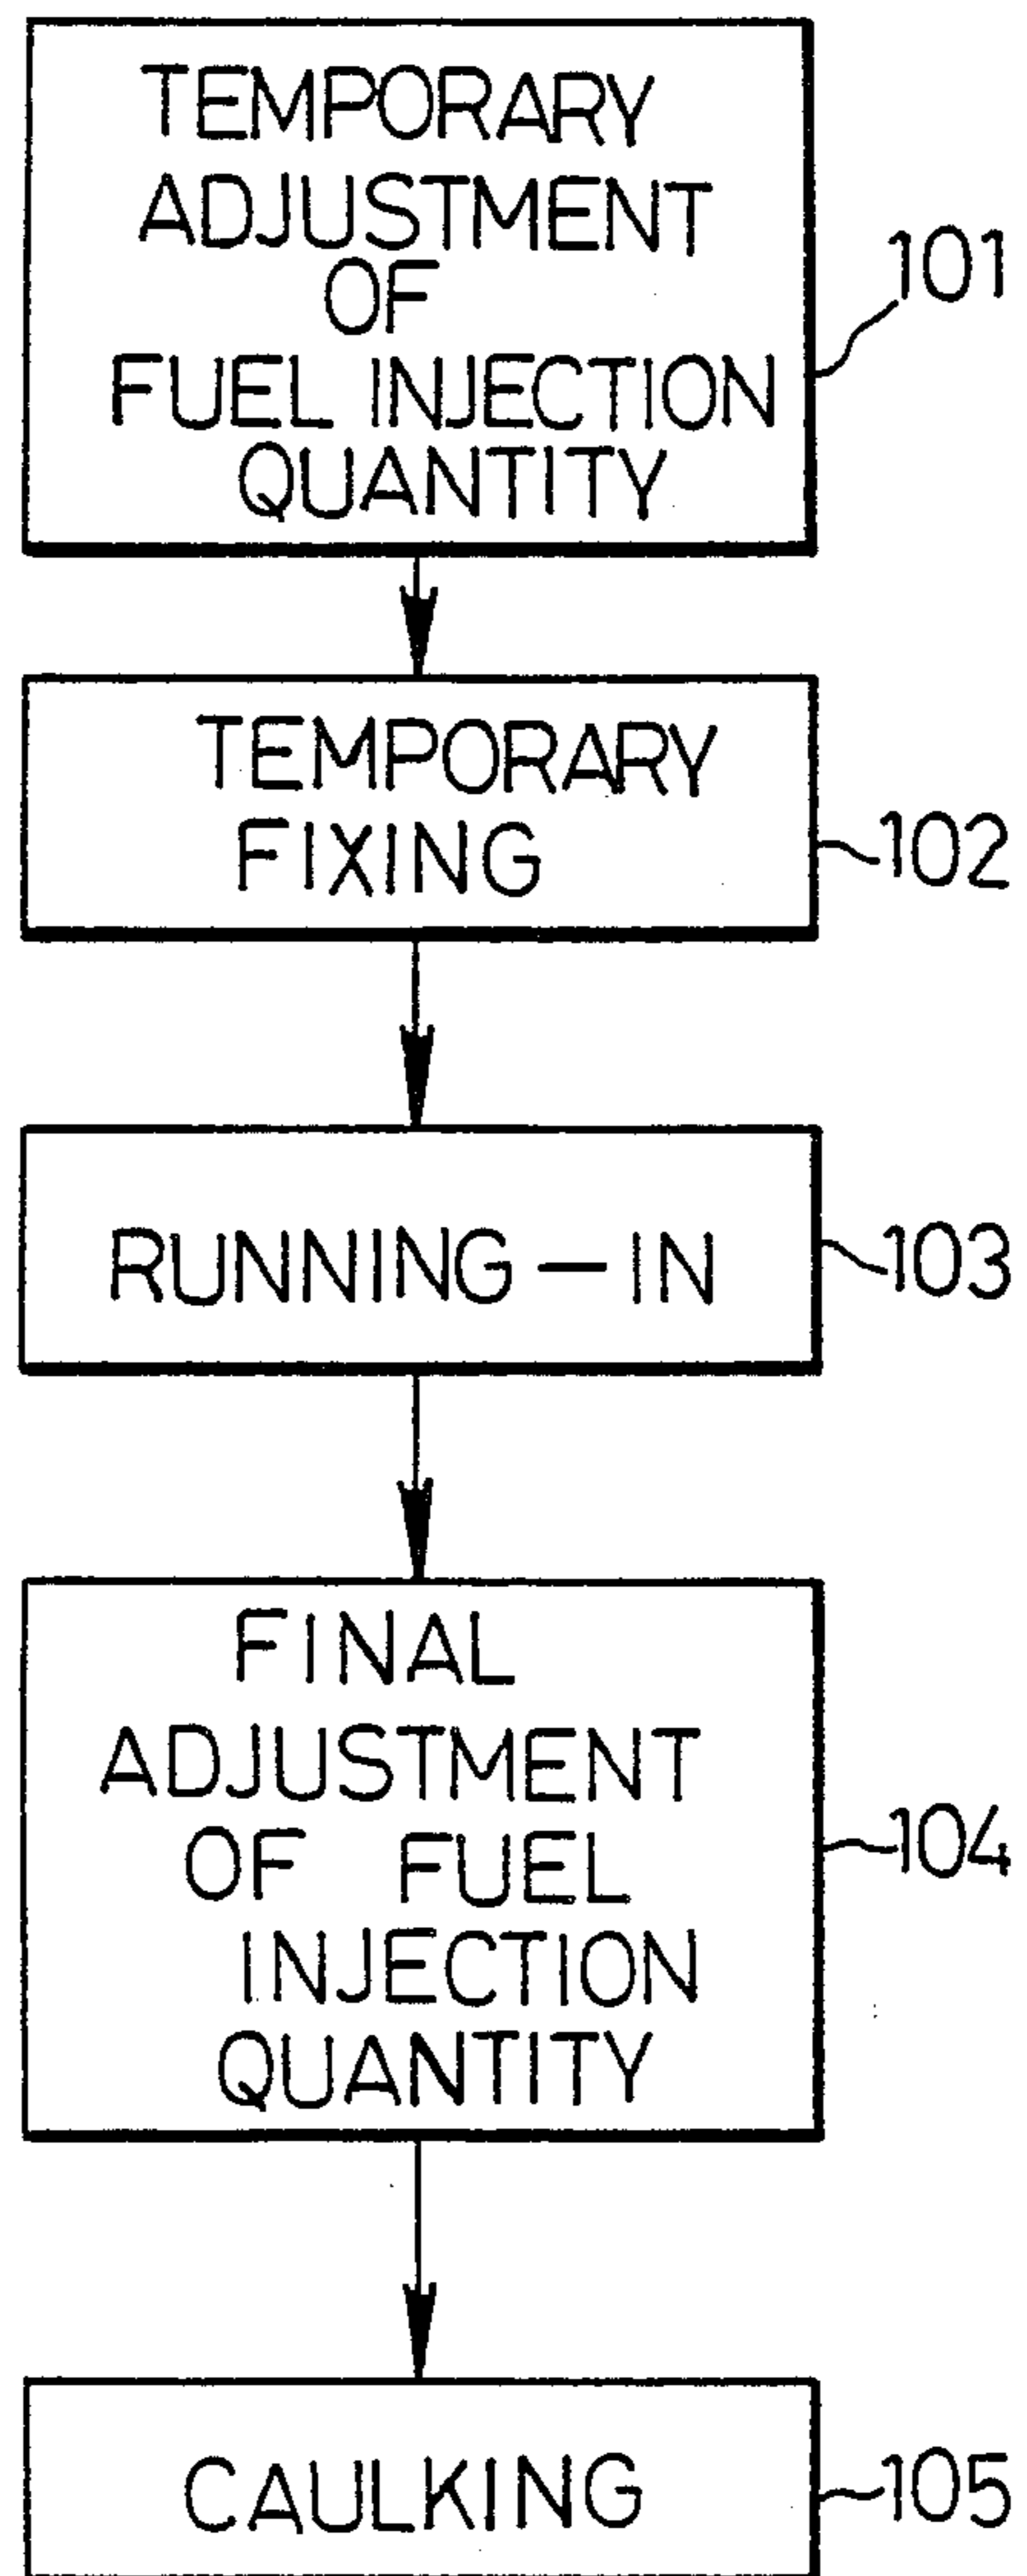 TEMPORARY
ADJUSTMENT
OF
FUEL INJECTION
QUANTITY
101
TEMPORARY
FIXING
102
RUNNING-IN
103
FINAL
ADJUSTMENT
OF FUEL
INJECTION
QUANTITY
104
CAULKING
105